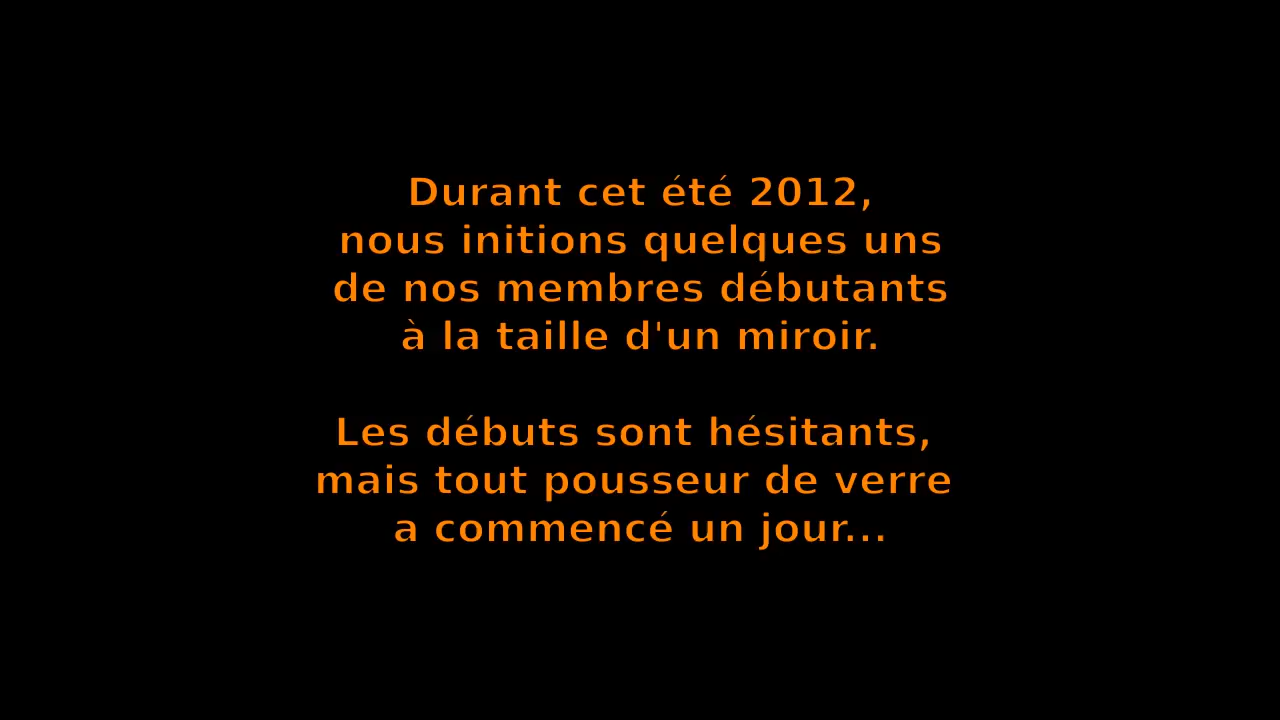 Durant cet été 2012,
nous initions quelques uns
de nos membres débutants
à la taille d'un miroir.
Les débuts sont hésitants,
mais tout pousseur de verre
a commencé un jour...